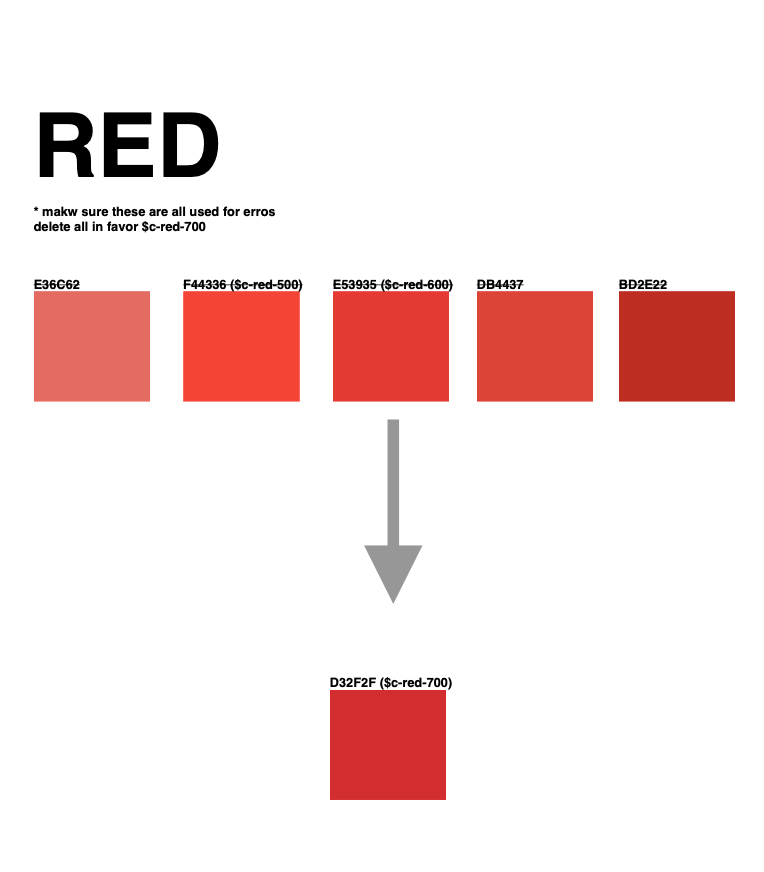 RED
* makw sure these are all used for erros
delete all in favor $c-red-700
E36C62
F44336 ($c-red-500)
E53935 ($c-red-600)
DB4437
BD2E22
D32F2F ($c-red-700)